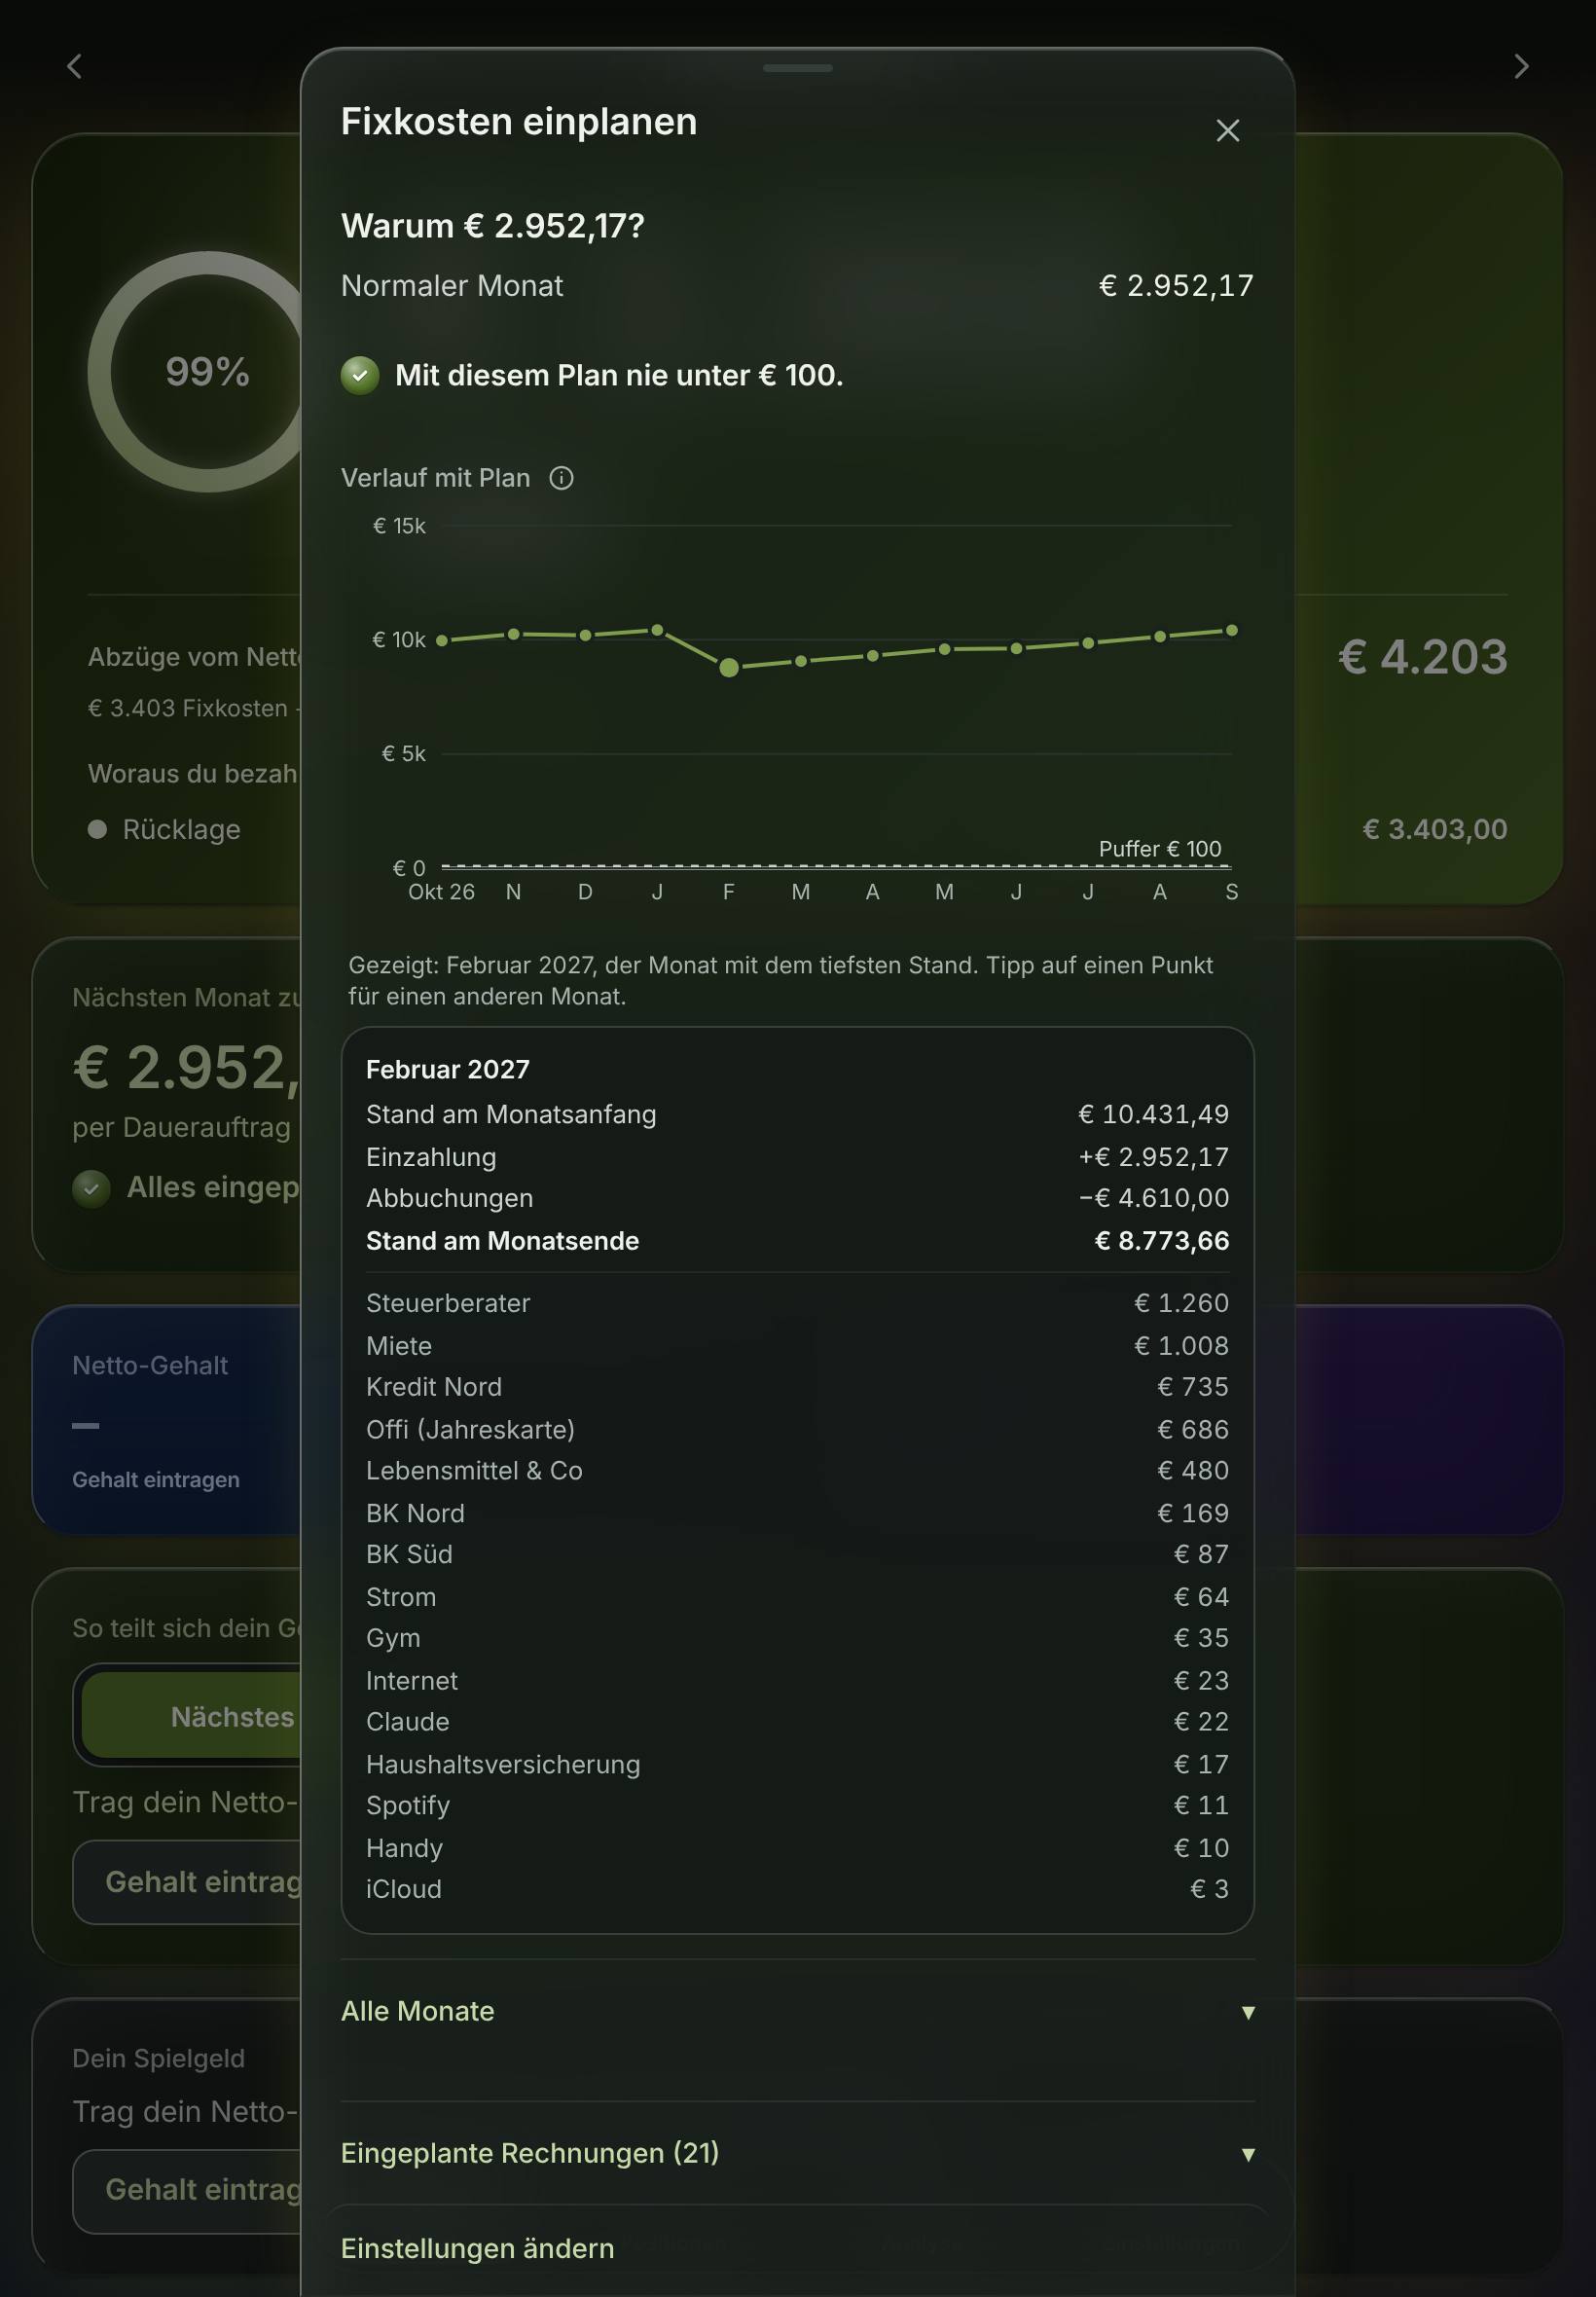 Fixkosten einplanen
Warum € 2.952,17?
Normaler Monat € 2.952,17
Mit diesem Plan nie unter € 100.
Verlauf mit Plan
€ 15k
€ 10k
€ 5k
Puffer € 100
€ 0
Okt 26 N D J F M A M J J A S
Gezeigt: Februar 2027, der Monat mit dem tiefsten Stand. Tipp auf einen Punkt
für einen anderen Monat.
Februar 2027
Stand am Monatsanfang € 10.431,49
Einzahlung +€ 2.952,17
Abbuchungen −€ 4.610,00
Stand am Monatsende € 8.773,66
Steuerberater € 1.260
Miete € 1.008
Kredit Nord € 735
Offi (Jahreskarte) € 686
Lebensmittel & Co € 480
BK Nord € 169
BK Süd € 87
Strom € 64
Gym € 35
Internet € 23
Claude € 22
Haushaltsversicherung € 17
Spotify € 11
Handy € 10
iCloud € 3
Alle Monate
Eingeplante Rechnungen (21)
Einstellungen ändern
99%
Abzüge vom Nett
€ 4.203
€ 3.403 Fixkosten
Woraus du bezah
Rücklage € 3.403,00
Nächsten Monat zu
€ 2.952,
per Dauerauftrag
Alles eingep
Netto-Gehalt
–
Gehalt eintragen
So teilt sich dein Ge
Nächstes
Trag dein Netto-
Gehalt eintrag
Dein Spielgeld
Trag dein Netto-
Gehalt eintrag